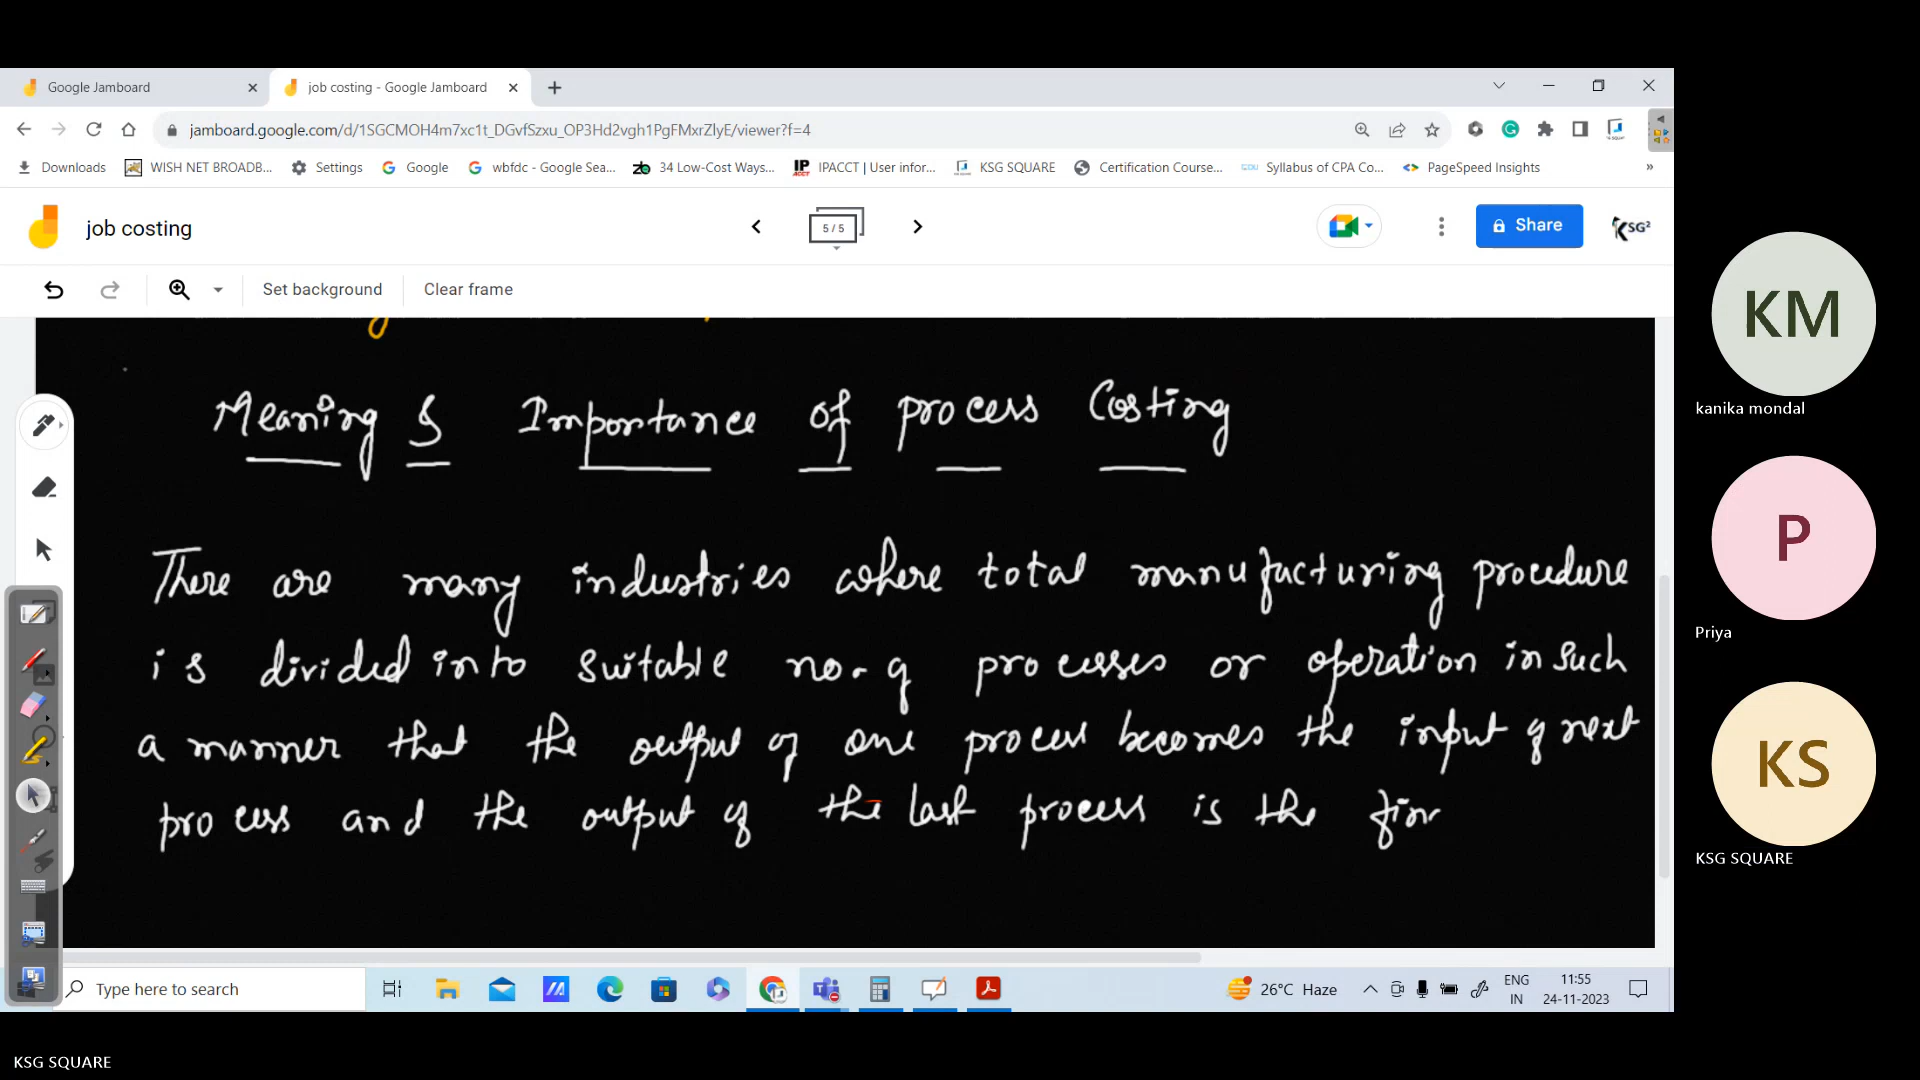 Google Jamboard
job costing - Google Jamboard
jamboard.google.com/d/1SGCMOH4m7xc1t_DGvfSzxu_OP3Hd2vgh1PgFMxrZlyE/viewer?f=4
Downloads WISH NET BROADB... Settings Google wbfdc - Google Sea... 34 Low-Cost Ways... IPACCT | User infor... KSG SQUARE Certification Course... Syllabus of CPA Co... PageSpeed Insights »
job costing 5 / 5 Share KSG²
Set background Clear frame
Meaning & Importance of process Costing
There are many industries where total manufacturing procedure
is divided into suitable no. of processes or operation in such
a manner that the output of one process becomes the input of next
process and the output of the last process is the
KM
kanika mondal
P
Priya
KS
KSG SQUARE
Type here to search 26°C Haze ENG IN 11:55 24-11-2023
KSG SQUARE